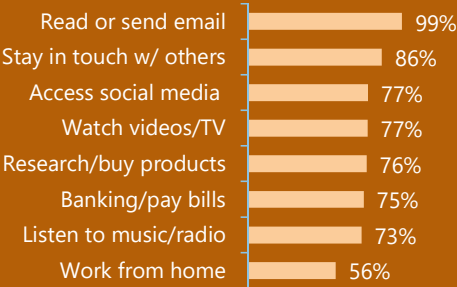 Read or send email 99%
Stay in touch w/ others 86%
Access social media 77%
Watch videos/TV 77%
Research/buy products 76%
Banking/pay bills 75%
Listen to music/radio 73%
Work from home 56%